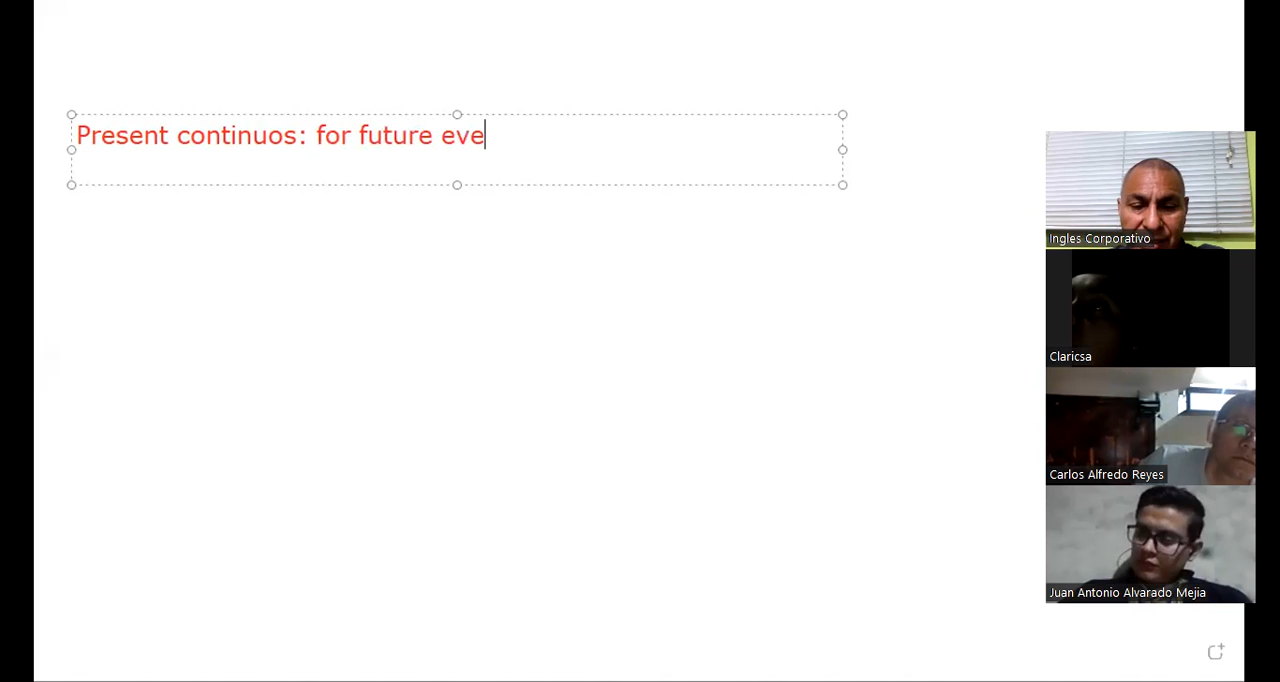 Present continuos: for future eve
Ingles Corporativo
Claricsa
Carlos Alfredo Reyes
Juan Antonio Alvarado Mejia